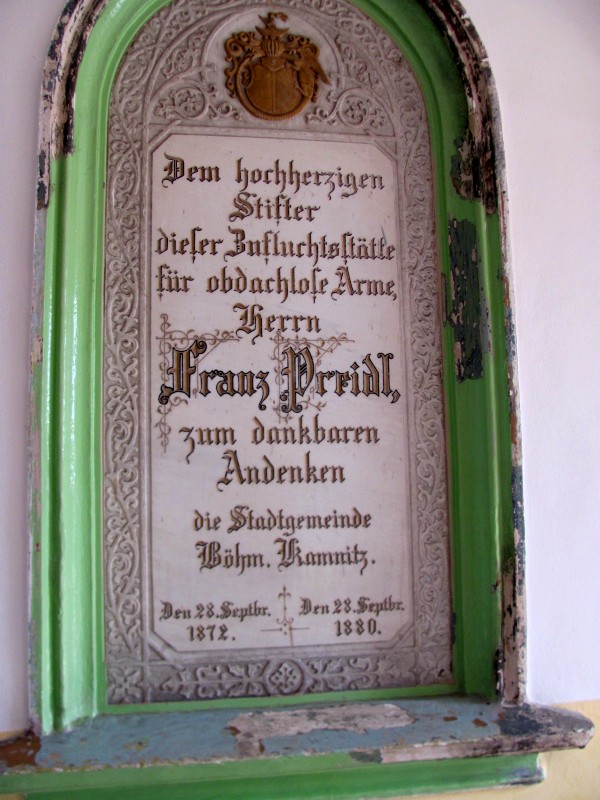 Dem hochherzigen
Stifter
dieſer Zufluchtsſtätte
für obdachloſe Arme,
Herrn
Franz Preidl,
zum dankbaren
Andenken
die Stadtgemeinde
Böhm. Kamnitz.
Den 28. Septbr. Den 28. Septbr.
1872. 1880.